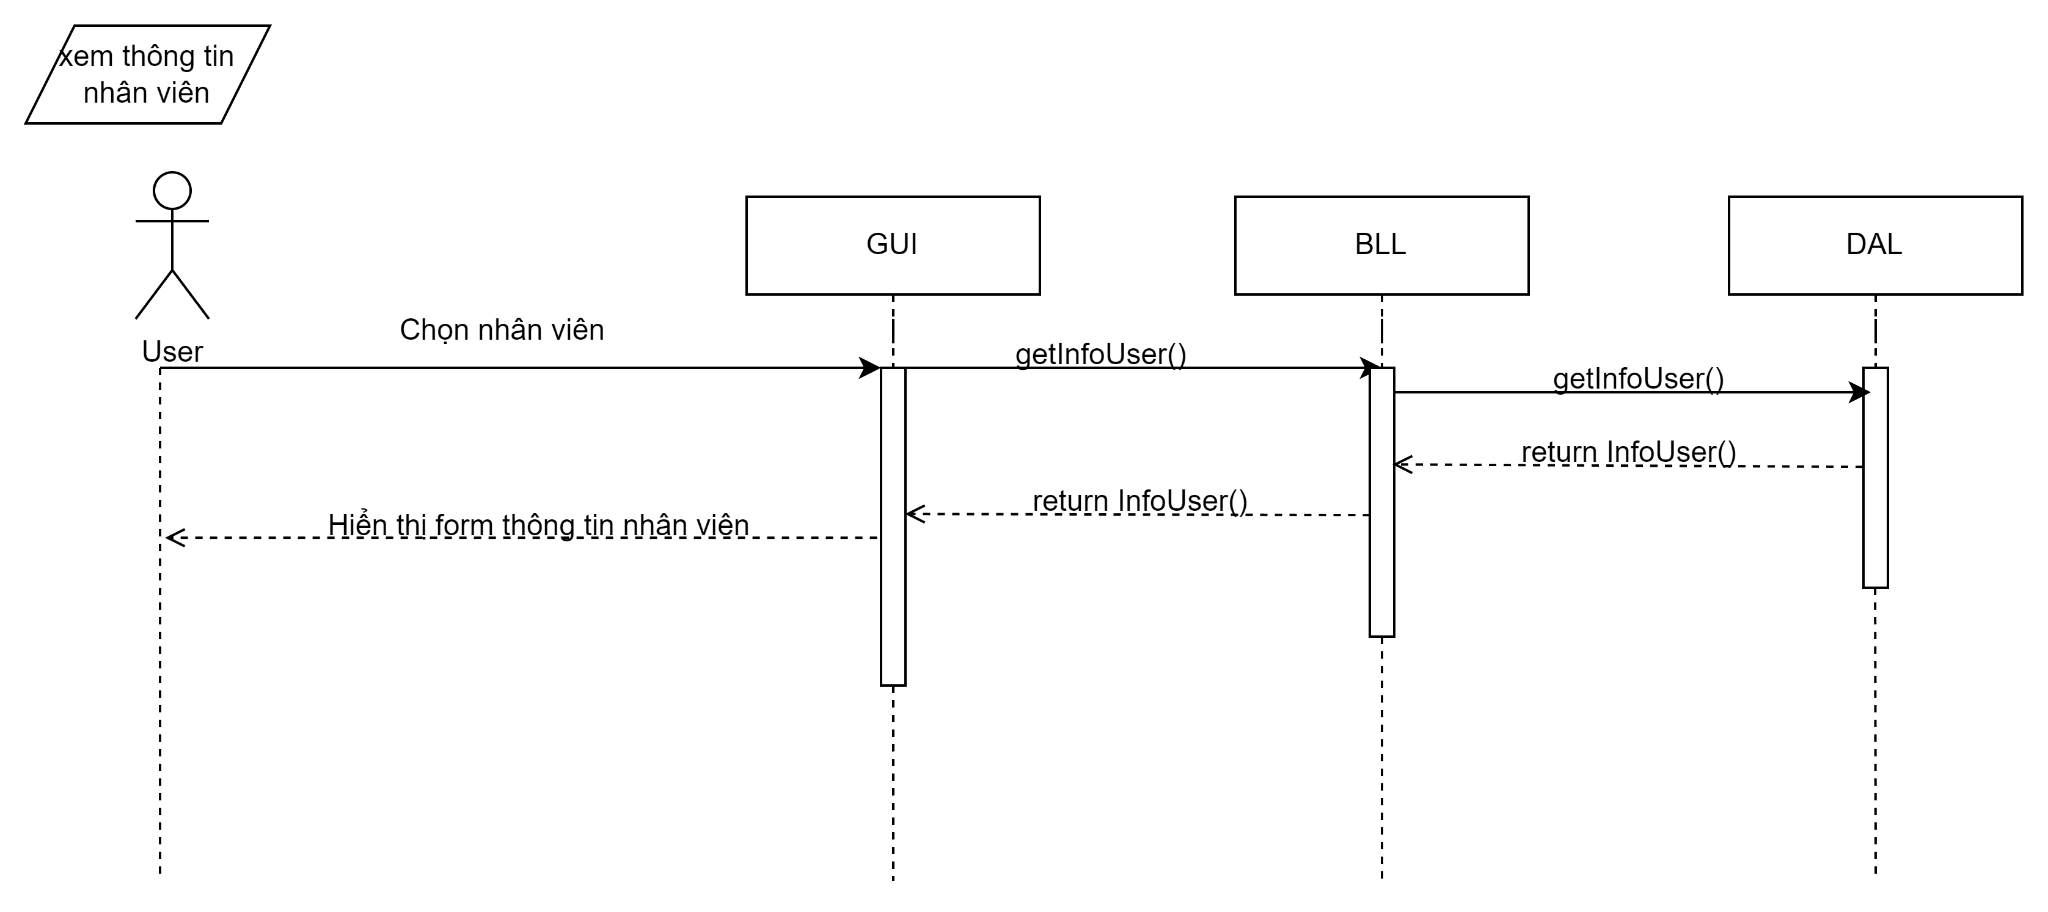 xem thông tin
nhân viên
GUI
BLL
DAL
User
Chọn nhân viên
getInfoUser()
getInfoUser()
return InfoUser()
return InfoUser()
Hiển thị form thông tin nhân viên